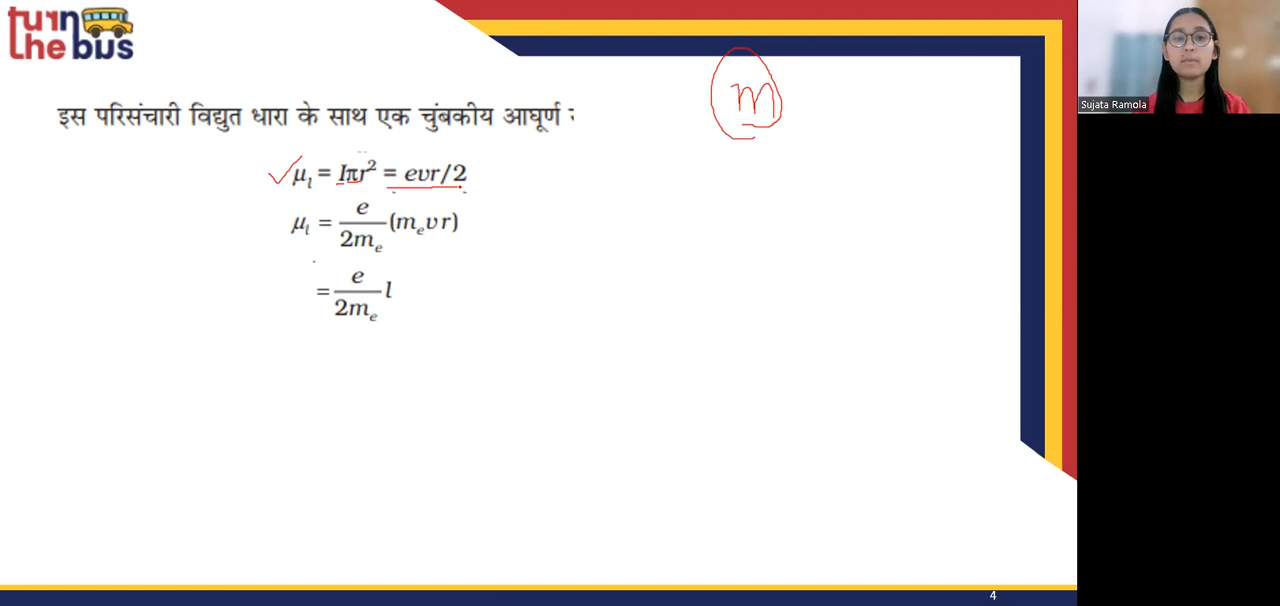 turn
the bus
m
Sujata Ramola
इस परिसंचारी विद्युत धारा के साथ एक चुंबकीय आघूर्ण
μₗ = Iπr² = evr/2
μₗ = e/2mₑ (mₑvr)
= e/2mₑ l
4